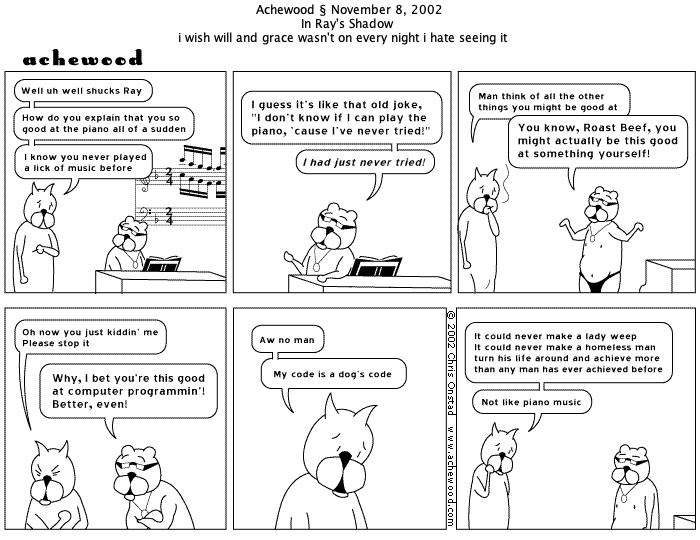 Achewood § November 8, 2002
In Ray's Shadow
i wish will and grace wasn't on every night i hate seeing it
achewood
Well uh well shucks Ray
How do you explain that you so
good at the piano all of a sudden
I know you never played
a lick of music before
2
4
2
4
I guess it's like that old joke,
"I don't know if I can play the
piano, 'cause I've never tried!"
I had just never tried!
Man think of all the other
things you might be good at
You know, Roast Beef, you
might actually be this good
at something yourself!
Oh now you just kiddin' me
Please stop it
Why, I bet you're this good
at computer programmin'!
Better, even!
Aw no man
My code is a dog's code
© 2002 Chris Onstad www.achewood.com
It could never make a lady weep
It could never make a homeless man
turn his life around and achieve more
than any man has ever achieved before
Not like piano music